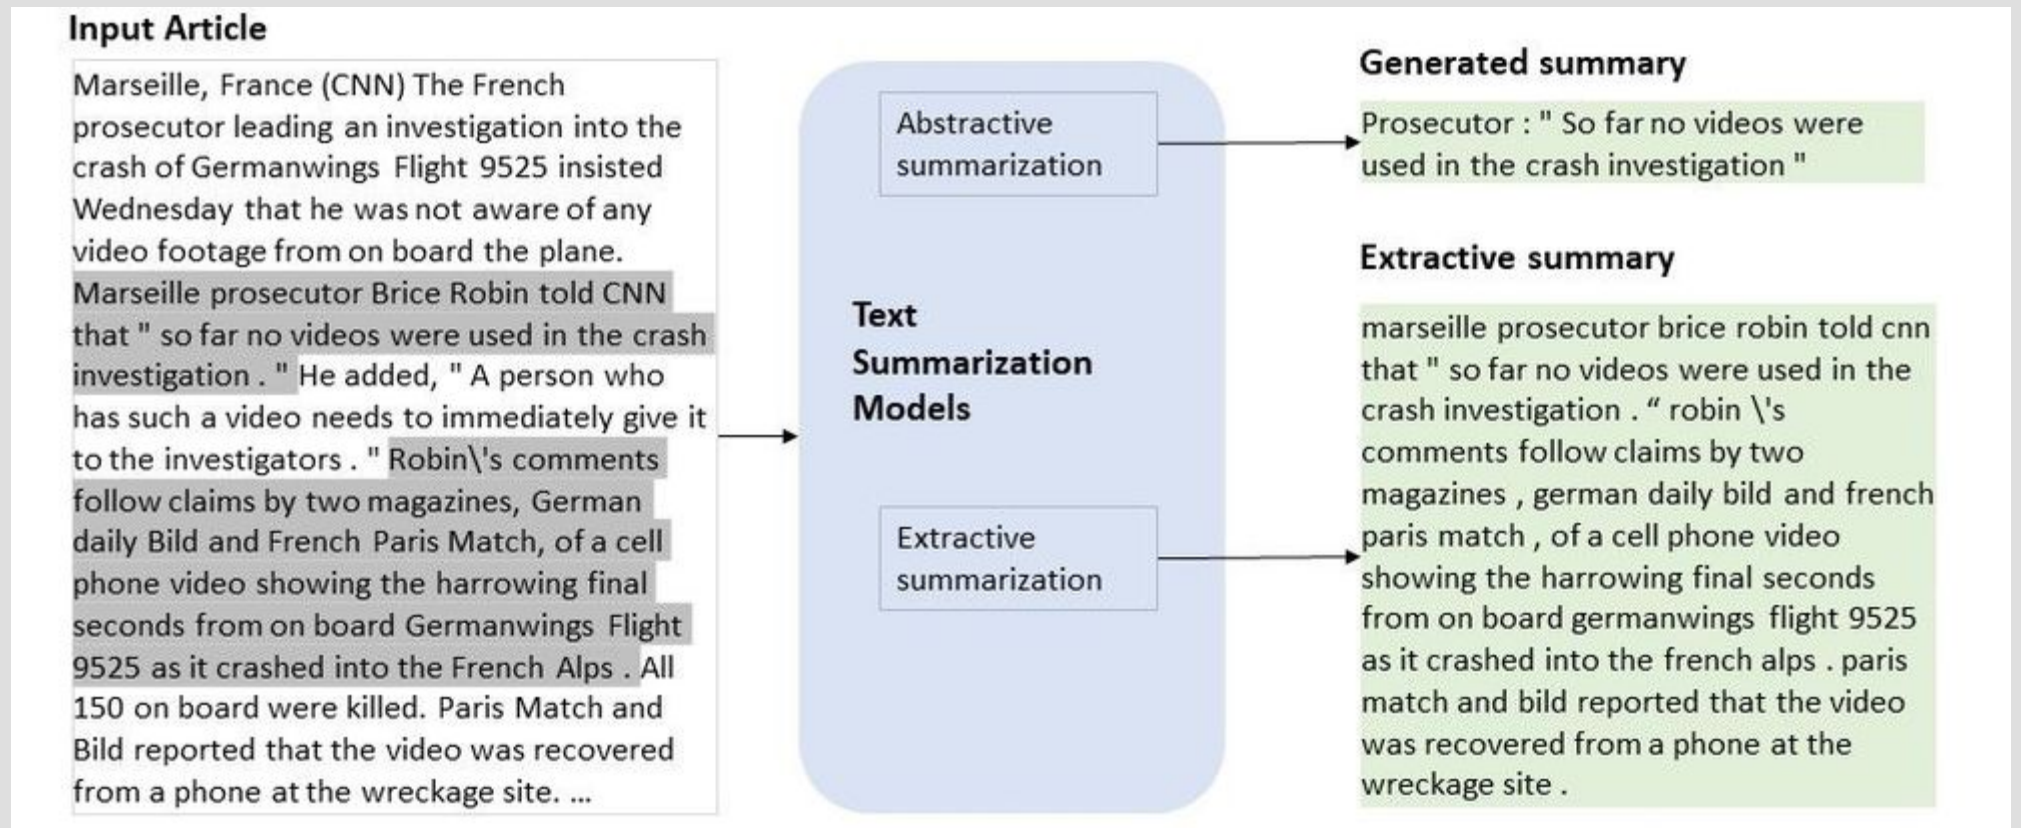 Input Article
Marseille, France (CNN) The French
prosecutor leading an investigation into the
crash of Germanwings Flight 9525 insisted
Wednesday that he was not aware of any
video footage from on board the plane.
Marseille prosecutor Brice Robin told CNN
that " so far no videos were used in the crash
investigation . " He added, " A person who
has such a video needs to immediately give it
to the investigators . " Robin\'s comments
follow claims by two magazines, German
daily Bild and French Paris Match, of a cell
phone video showing the harrowing final
seconds from on board Germanwings Flight
9525 as it crashed into the French Alps . All
150 on board were killed. Paris Match and
Bild reported that the video was recovered
from a phone at the wreckage site. ...
Abstractive
summarization
Text
Summarization
Models
Extractive
summarization
Generated summary
Prosecutor : " So far no videos were
used in the crash investigation "
Extractive summary
marseille prosecutor brice robin told cnn
that " so far no videos were used in the
crash investigation . “ robin \'s
comments follow claims by two
magazines , german daily bild and french
paris match , of a cell phone video
showing the harrowing final seconds
from on board germanwings flight 9525
as it crashed into the french alps . paris
match and bild reported that the video
was recovered from a phone at the
wreckage site .